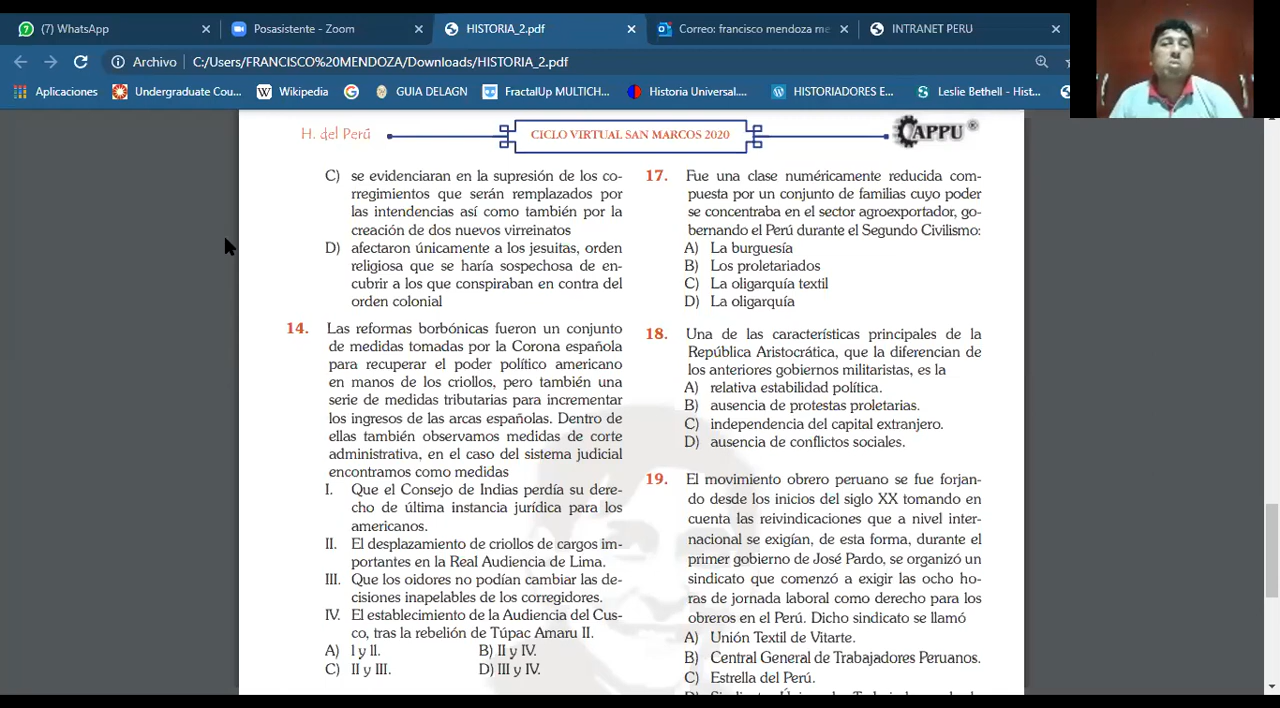 (7) WhatsApp
Posasistente - Zoom
HISTORIA_2.pdf
Correo: francisco mendoza me
INTRANET PERU
Archivo
C:/Users/FRANCISCO%20MENDOZA/Downloads/HISTORIA_2.pdf
Aplicaciones
Undergraduate Cou...
Wikipedia
GUIA DELAGN
FractalUp MULTICH...
Historia Universal....
HISTORIADORES E...
Leslie Bethell - Hist...
H. del Perú
CICLO VIRTUAL SAN MARCOS 2020
CAPPU ®
C) se evidenciaran en la supresión de los co-
rregimientos que serán remplazados por
las intendencias así como también por la
creación de dos nuevos virreinatos
D) afectaron únicamente a los jesuitas, orden
religiosa que se haría sospechosa de en-
cubrir a los que conspiraban en contra del
orden colonial
14. Las reformas borbónicas fueron un conjunto
de medidas tomadas por la Corona española
para recuperar el poder político americano
en manos de los criollos, pero también una
serie de medidas tributarias para incrementar
los ingresos de las arcas españolas. Dentro de
ellas también observamos medidas de corte
administrativa, en el caso del sistema judicial
encontramos como medidas
I. Que el Consejo de Indias perdía su dere-
cho de última instancia jurídica para los
americanos.
II. El desplazamiento de criollos de cargos im-
portantes en la Real Audiencia de Lima.
III. Que los oidores no podían cambiar las de-
cisiones inapelables de los corregidores.
IV. El establecimiento de la Audiencia del Cus-
co, tras la rebelión de Túpac Amaru II.
A) I y II. B) II y IV.
C) II y III. D) III y IV.
17. Fue una clase numéricamente reducida com-
puesta por un conjunto de familias cuyo poder
se concentraba en el sector agroexportador, go-
bernando el Perú durante el Segundo Civilismo:
A) La burguesía
B) Los proletariados
C) La oligarquía textil
D) La oligarquía
18. Una de las características principales de la
República Aristocrática, que la diferencian de
los anteriores gobiernos militaristas, es la
A) relativa estabilidad política.
B) ausencia de protestas proletarias.
C) independencia del capital extranjero.
D) ausencia de conflictos sociales.
19. El movimiento obrero peruano se fue forjan-
do desde los inicios del siglo XX tomando en
cuenta las reivindicaciones que a nivel inter-
nacional se exigían, de esta forma, durante el
primer gobierno de José Pardo, se organizó un
sindicato que comenzó a exigir las ocho ho-
ras de jornada laboral como derecho para los
obreros en el Perú. Dicho sindicato se llamó
A) Unión Textil de Vitarte.
B) Central General de Trabajadores Peruanos.
C) Estrella del Perú.